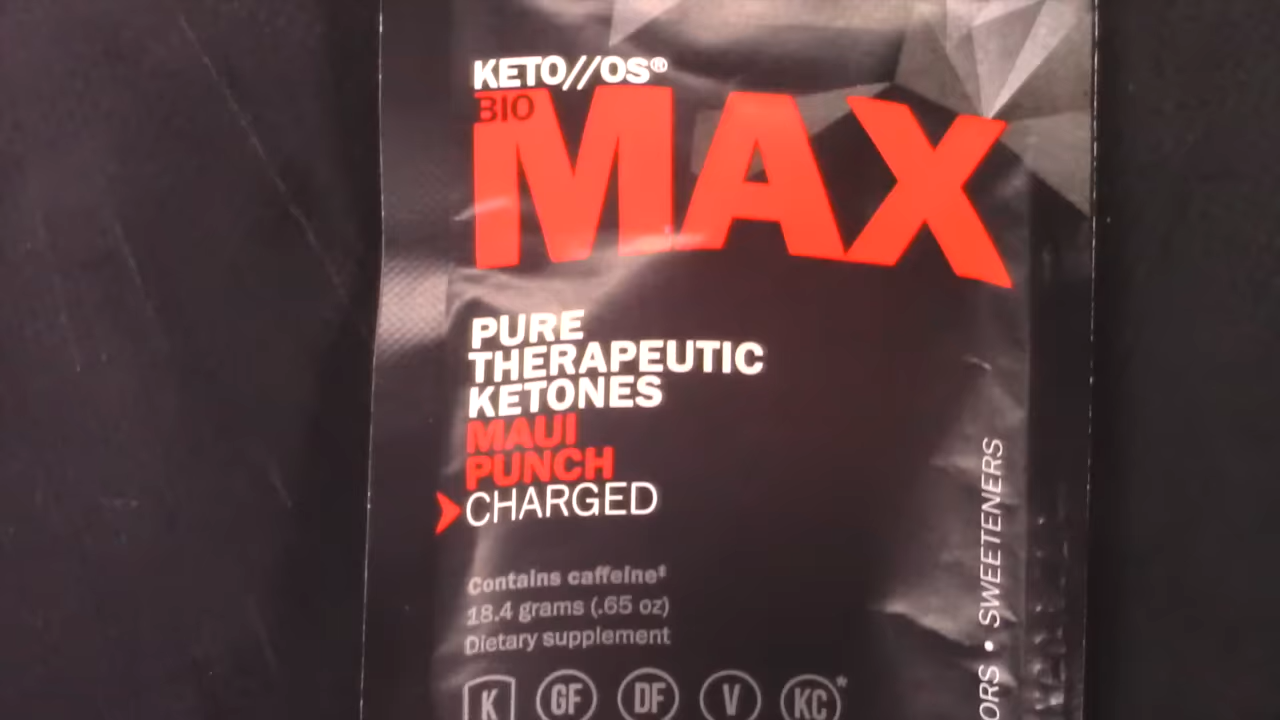 KETO//OS®
BIO
MAX
PURE
THERAPEUTIC
KETONES
MAUI
PUNCH
CHARGED
Contains caffeine‡
18.4 grams (.65 oz)
Dietary supplement
K GF DF V KC*
ORS • SWEETENERS